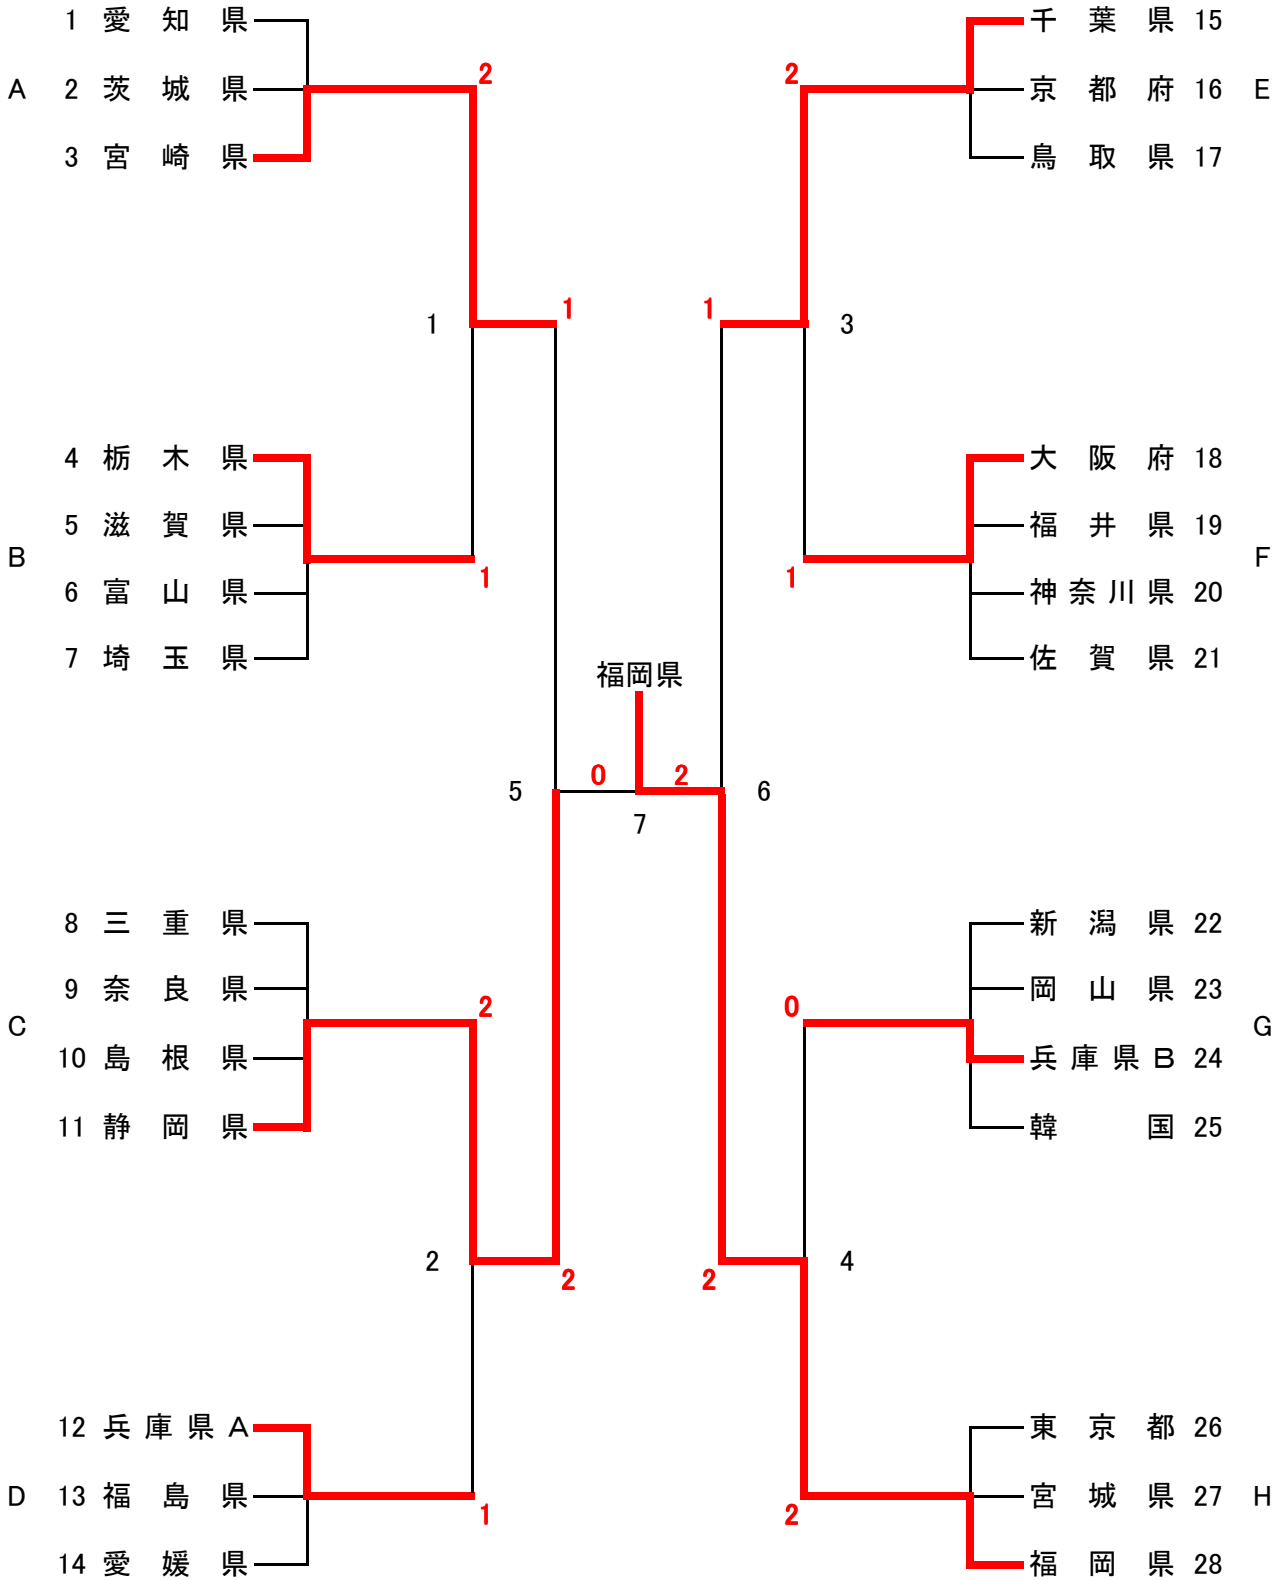 1 愛知県
A 2 茨城県
3 宮崎県
2
1
1
4 栃木県
5 滋賀県
B
6 富山県
1
7 埼玉県
8 三重県
9 奈良県
2
C
10 島根県
11 静岡県
2
2
12 兵庫県A
D 13 福島県
1
14 愛媛県
福岡県
5 0 2 6
7
千葉県 15
2
京都府 16 E
鳥取県 17
1
3
大阪府 18
福井県 19
F
1
神奈川県 20
佐賀県 21
新潟県 22
岡山県 23
0
G
兵庫県B 24
韓国 25
4
2
東京都 26
宮城県 27 H
2
福岡県 28